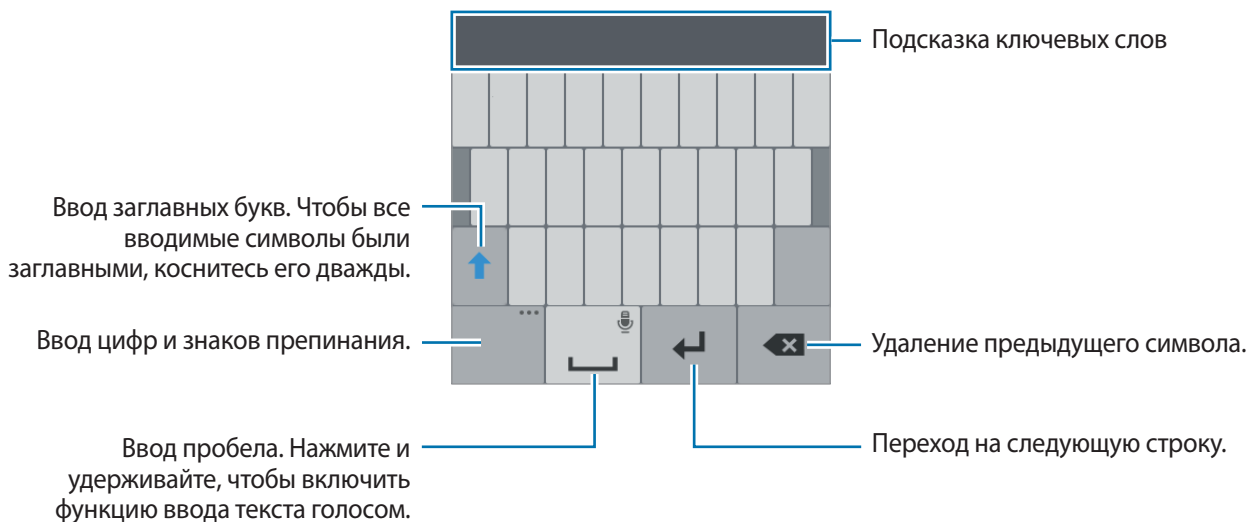 Подсказка ключевых слов
Ввод заглавных букв. Чтобы все
вводимые символы были
заглавными, коснитесь его дважды.
Ввод цифр и знаков препинания.
Удаление предыдущего символа.
Ввод пробела. Нажмите и
удерживайте, чтобы включить
функцию ввода текста голосом.
Переход на следующую строку.